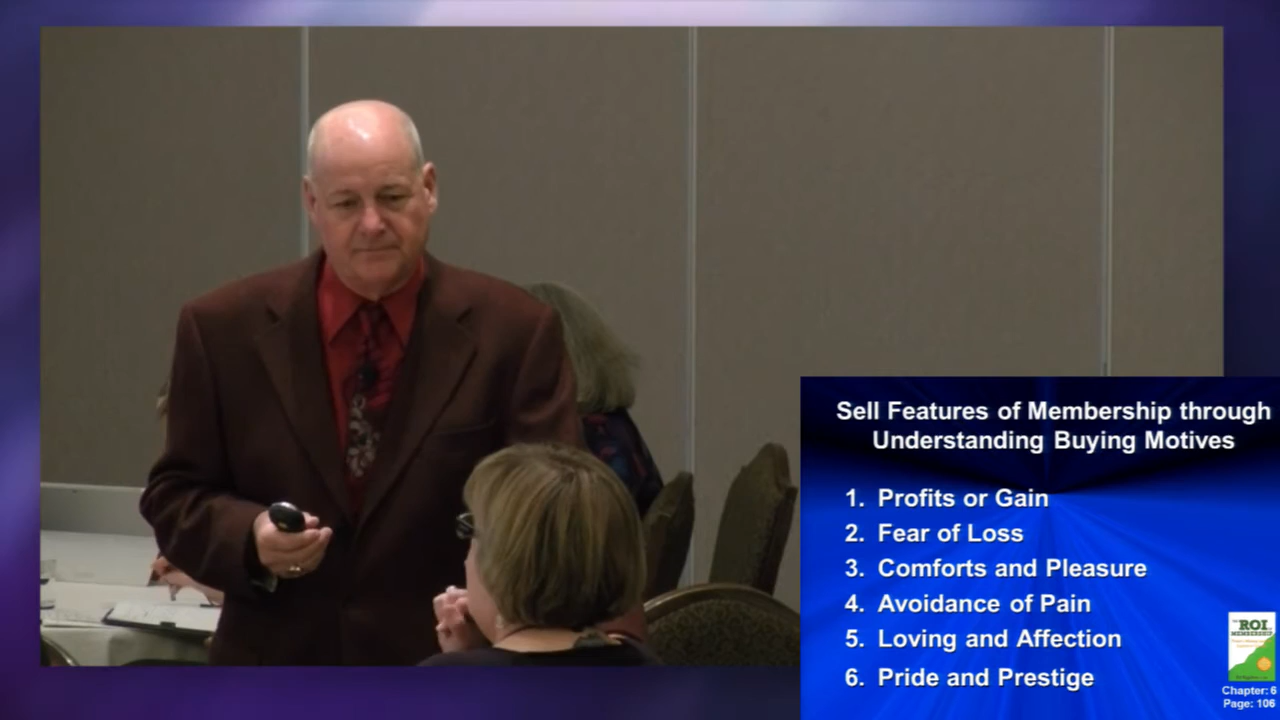 Sell Features of Membership through
Understanding Buying Motives
1. Profits or Gain
2. Fear of Loss
3. Comforts and Pleasure
4. Avoidance of Pain
5. Loving and Affection
6. Pride and Prestige
ROI
MEMBERSHIP
Chapter: 6
Page: 106